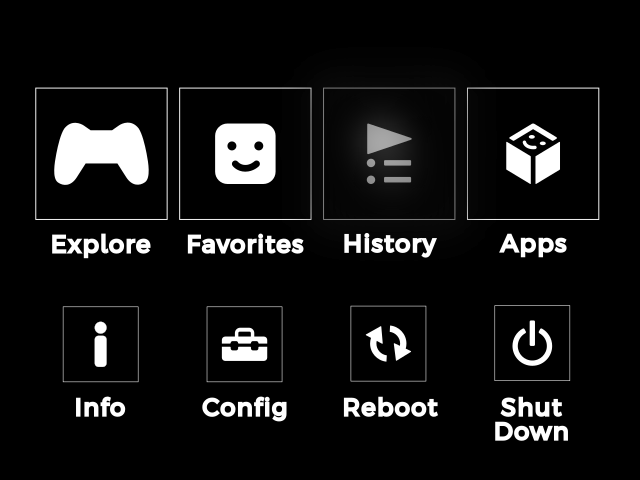 Explore
Favorites
History
Apps
Info
Config
Reboot
Shut
Down